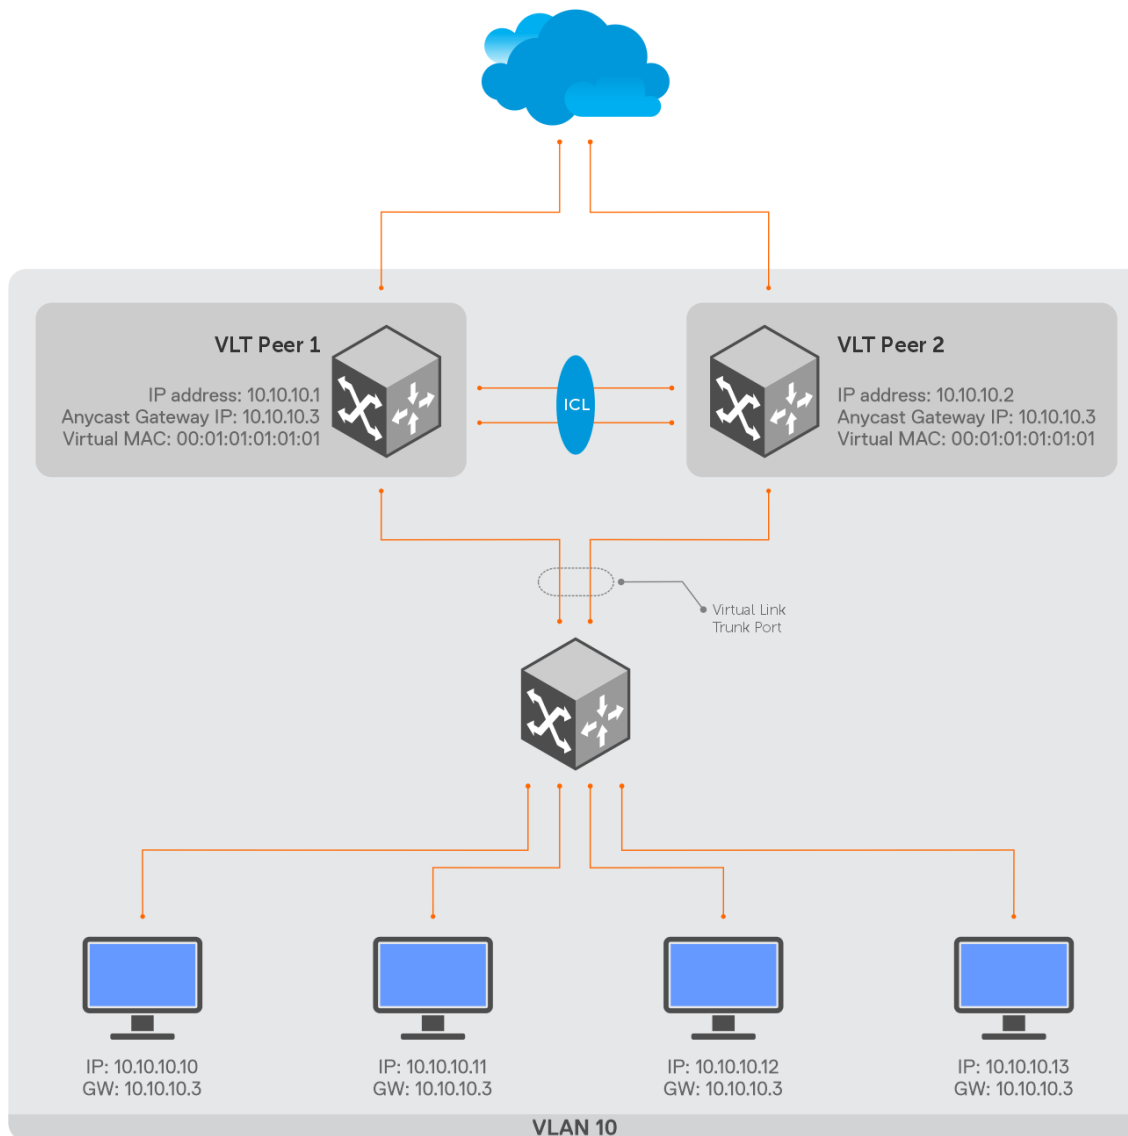 VLT Peer 1
IP address: 10.10.10.1
Anycast Gateway IP: 10.10.10.3
Virtual MAC: 00:01:01:01:01:01
ICL
VLT Peer 2
IP address: 10.10.10.2
Anycast Gateway IP: 10.10.10.3
Virtual MAC: 00:01:01:01:01:01
Virtual Link
Trunk Port
IP: 10.10.10.10
GW: 10.10.10.3
IP: 10.10.10.11
GW: 10.10.10.3
IP: 10.10.10.12
GW: 10.10.10.3
IP: 10.10.10.13
GW: 10.10.10.3
VLAN 10